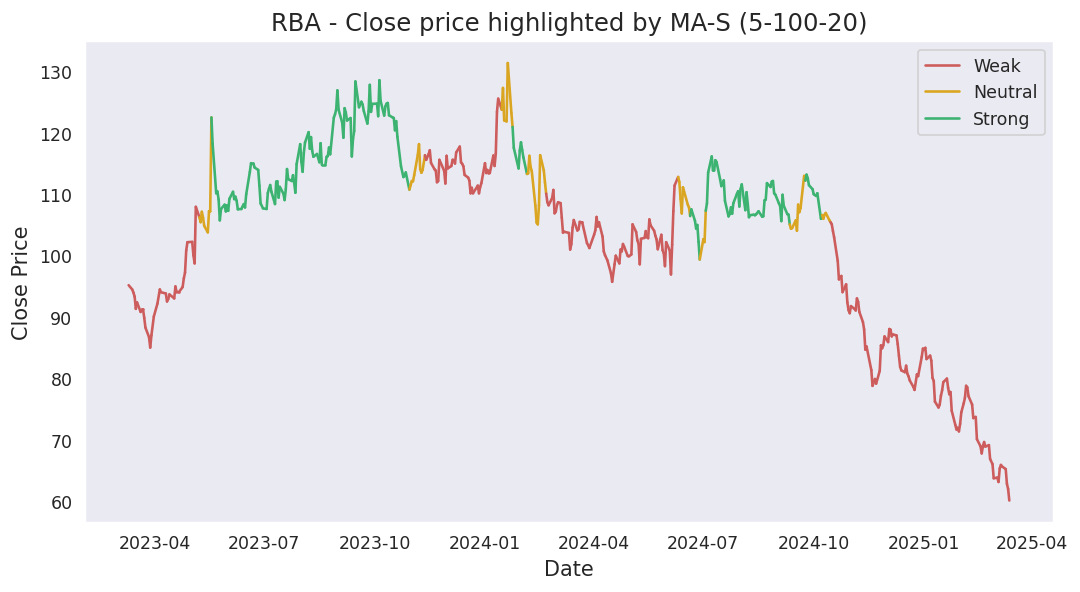 RBA - Close price highlighted by MA-S (5-100-20)
Weak
Neutral
Strong
Close Price
130
120
110
100
90
80
70
60
2023-04 2023-07 2023-10 2024-01 2024-04 2024-07 2024-10 2025-01 2025-04
Date